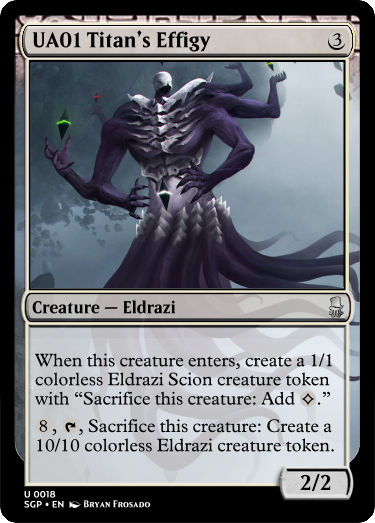 UA01 Titan's Effigy 3
Creature — Eldrazi
When this creature enters, create a 1/1
colorless Eldrazi Scion creature token
with “Sacrifice this creature: Add .”
8 , , Sacrifice this creature: Create a
10/10 colorless Eldrazi creature token.
2/2
U 0018
SGP • EN Bryan Frosado